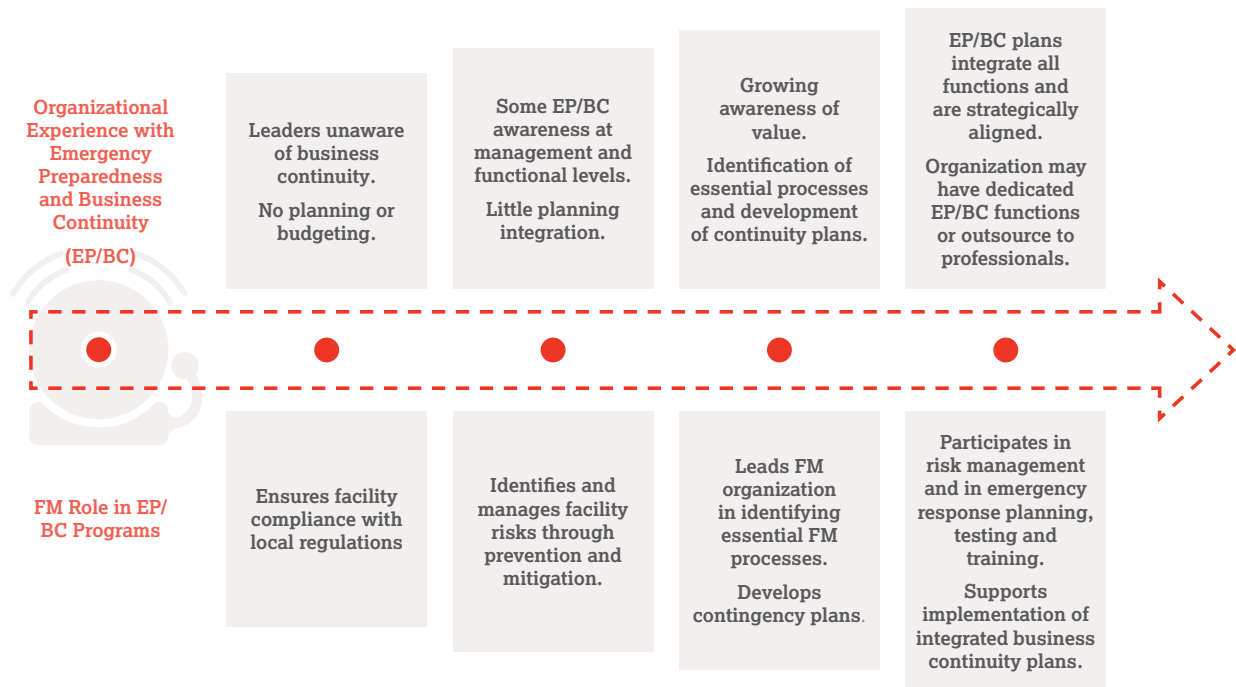 Organizational
Experience with
Emergency
Preparedness
and Business
Continuity
(EP/BC)
Leaders unaware
of business
continuity.
No planning or
budgeting.
Some EP/BC
awareness at
management and
functional levels.
Little planning
integration.
Growing
awareness of
value.
Identification of
essential processes
and development
of continuity plans.
EP/BC plans
integrate all
functions and
are strategically
aligned.
Organization may
have dedicated
EP/BC functions
or outsource to
professionals.
FM Role in EP/
BC Programs
Ensures facility
compliance with
local regulations
Identifies and
manages facility
risks through
prevention and
mitigation.
Leads FM
organization
in identifying
essential FM
processes.
Develops
contingency plans.
Participates in
risk management
and in emergency
response planning,
testing and
training.
Supports
implementation of
integrated business
continuity plans.